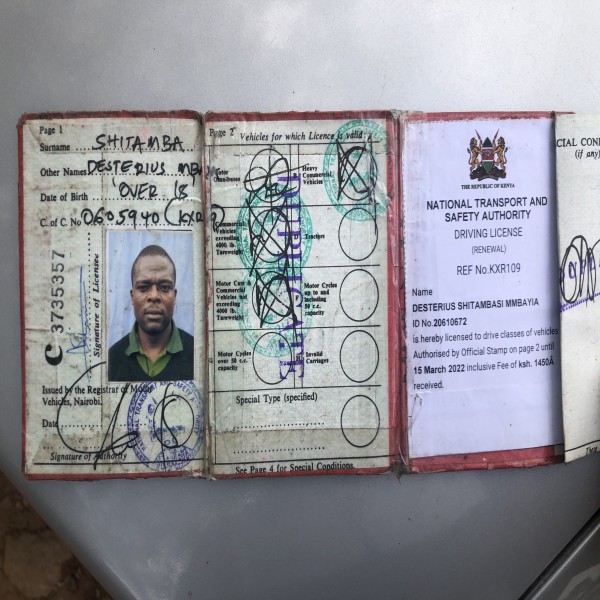 Page 1
Surname SHITAMBA
Other Names DESTERIUS
Date of Birth OVER 18
C. of C. No 0605940 (KXR
C 3735357
Signature of Licensee
Issued by the Registrar of Motor
Vehicles, Nairobi.
Date
Signature of Authority
Page 2 Vehicles for which Licence is valid
Motor
Omnibuses
Heavy
Commercial
Vehicles
Commercial
Vehicles
exceeding
4000 lb.
Tareweight
Tractors
Motor Cars &
Commercial
Vehicles not
exceeding
4000 lb.
Tareweight
Motor Cycles
up to and
including
50 c.c.
capacity
Motor Cycles
over 50 c.c.
capacity
Invalid
Carriages
DUPLICATE
Special Type (specified)
See Page 4 for Special Conditions.
THE REPUBLIC OF KENYA
NATIONAL TRANSPORT AND
SAFETY AUTHORITY
DRIVING LICENSE
(RENEWAL)
REF No.KXR109
Name
DESTERIUS SHITAMBASI MMBAYIA
ID No.20610672
is hereby licensed to drive classes of vehicles
Authorised by Official Stamp on page 2 until
15 March 2022 inclusive Fee of ksh. 1450Â
received.
CIAL CON
(if any)